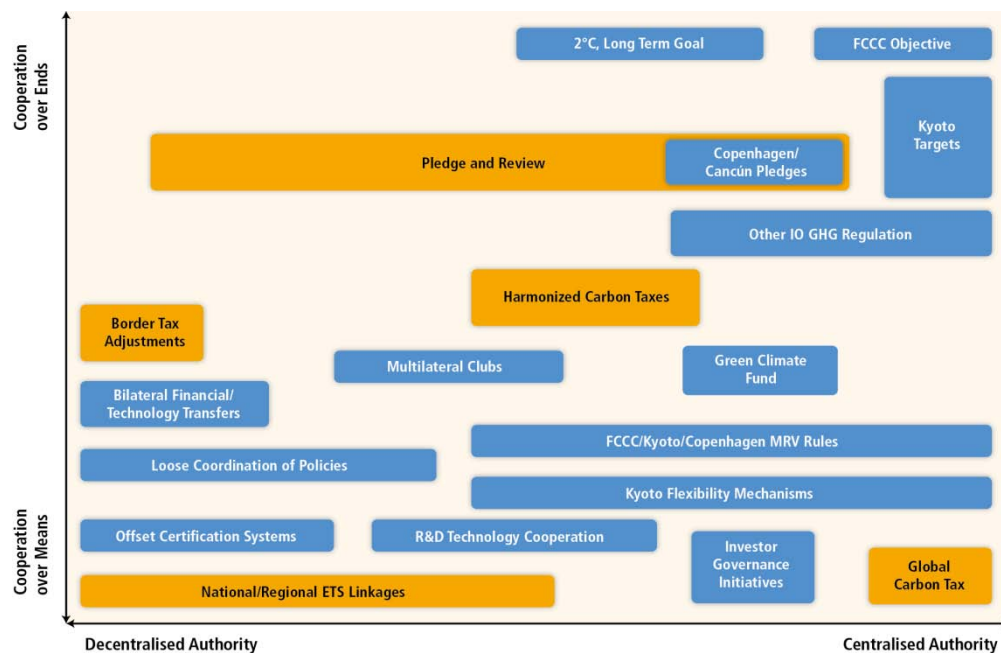 Cooperation
over Ends
2°C, Long Term Goal
FCCC Objective
Kyoto
Targets
Pledge and Review
Copenhagen/
Cancún Pledges
Other IO GHG Regulation
Harmonized Carbon Taxes
Border Tax
Adjustments
Multilateral Clubs
Green Climate
Fund
Bilateral Financial/
Technology Transfers
FCCC/Kyoto/Copenhagen MRV Rules
Loose Coordination of Policies
Kyoto Flexibility Mechanisms
Cooperation
over Means
Offset Certification Systems
R&D Technology Cooperation
Investor
Governance
Initiatives
Global
Carbon Tax
National/Regional ETS Linkages
Decentralised Authority
Centralised Authority